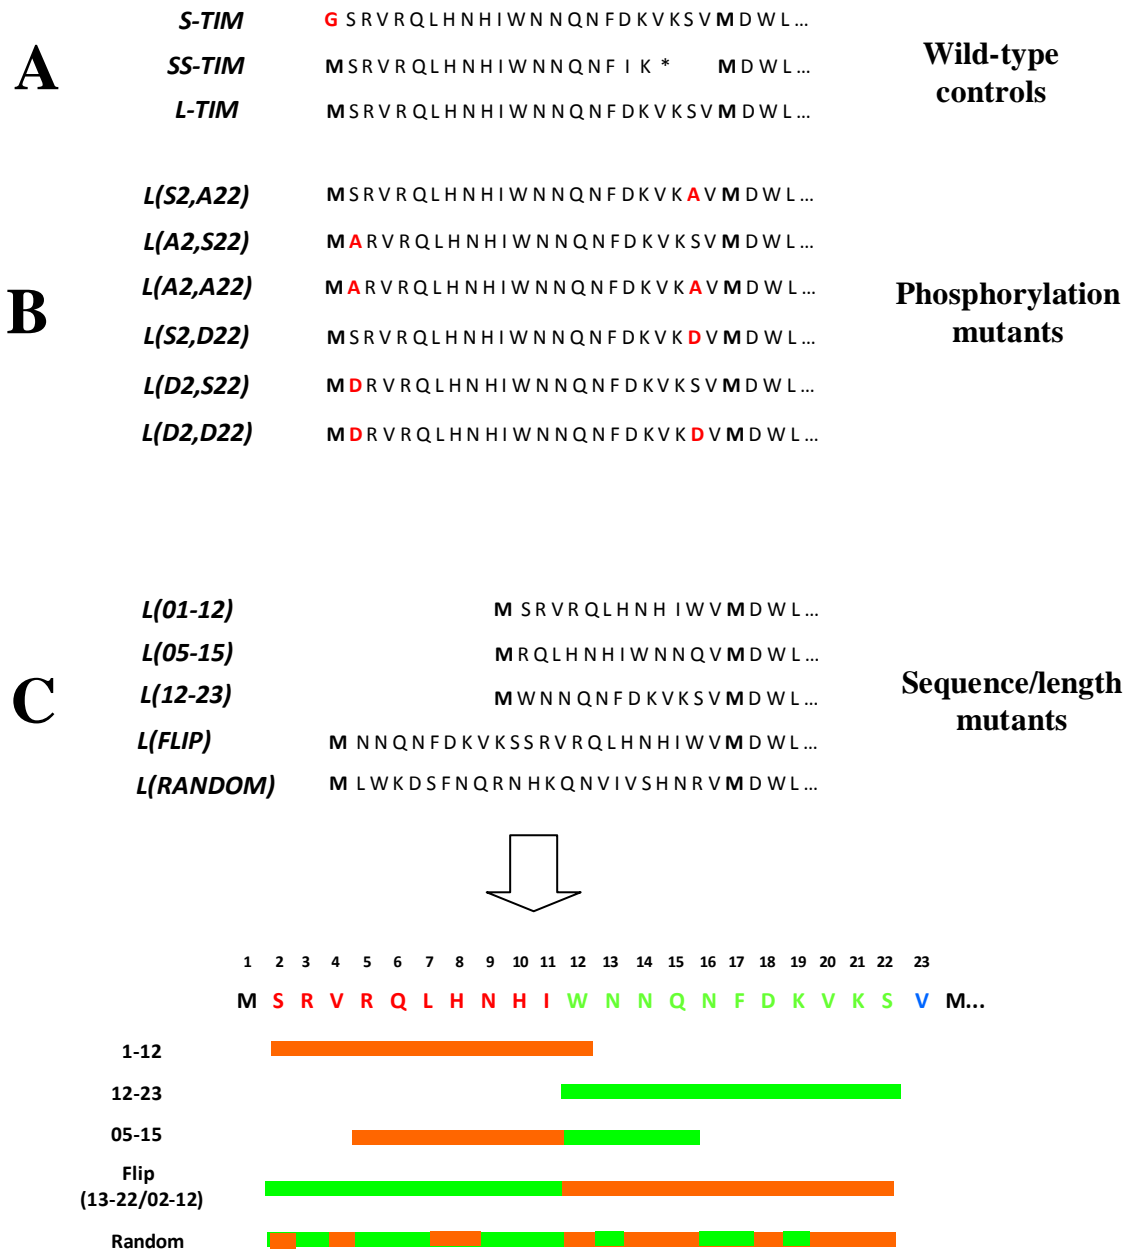 A
S-TIM G S R V R Q L H N H I W N N Q N F D K V K S V M D W L ...
SS-TIM M S R V R Q L H N H I W N N Q N F I K * M D W L ...
L-TIM M S R V R Q L H N H I W N N Q N F D K V K S V M D W L ...
Wild-type
controls
B
L(S2,A22) M S R V R Q L H N H I W N N Q N F D K V K A V M D W L ...
L(A2,S22) M A R V R Q L H N H I W N N Q N F D K V K S V M D W L ...
L(A2,A22) M A R V R Q L H N H I W N N Q N F D K V K A V M D W L ...
L(S2,D22) M S R V R Q L H N H I W N N Q N F D K V K D V M D W L ...
L(D2,S22) M D R V R Q L H N H I W N N Q N F D K V K S V M D W L ...
L(D2,D22) M D R V R Q L H N H I W N N Q N F D K V K D V M D W L ...
Phosphorylation
mutants
C
L(01-12) M S R V R Q L H N H I W V M D W L ...
L(05-15) M R Q L H N H I W N N Q V M D W L ...
L(12-23) M W N N Q N F D K V K S V M D W L ...
L(FLIP) M N N Q N F D K V K S S R V R Q L H N H I W V M D W L ...
L(RANDOM) M L W K D S F N Q R N H K Q N V I V S H N R V M D W L ...
Sequence/length
mutants
1 2 3 4 5 6 7 8 9 10 11 12 13 14 15 16 17 18 19 20 21 22 23
M S R V R Q L H N H I W N N Q N F D K V K S V M...
1-12
12-23
05-15
Flip
(13-22/02-12)
Random